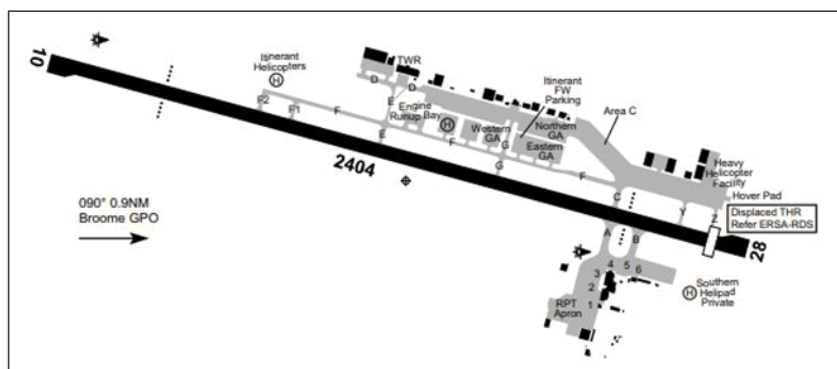 10
Itinerant
Helicopters
H
TWR
D
D
E
F2
F1
F
Engine
Runup Bay
H
Itinerant
FW
Parking
Area C
Western
GA
Northern
GA
Eastern
GA
E
F
G
G
F
2404
Heavy
Helicopter
Facility
Hover Pad
C
Y
Z
Displaced THR
Refer ERSA-RDS
090° 0.9NM
Broome GPO
A
B
28
4
3
5
6
2
1
RPT
Apron
H
Southern
Helipad
Private